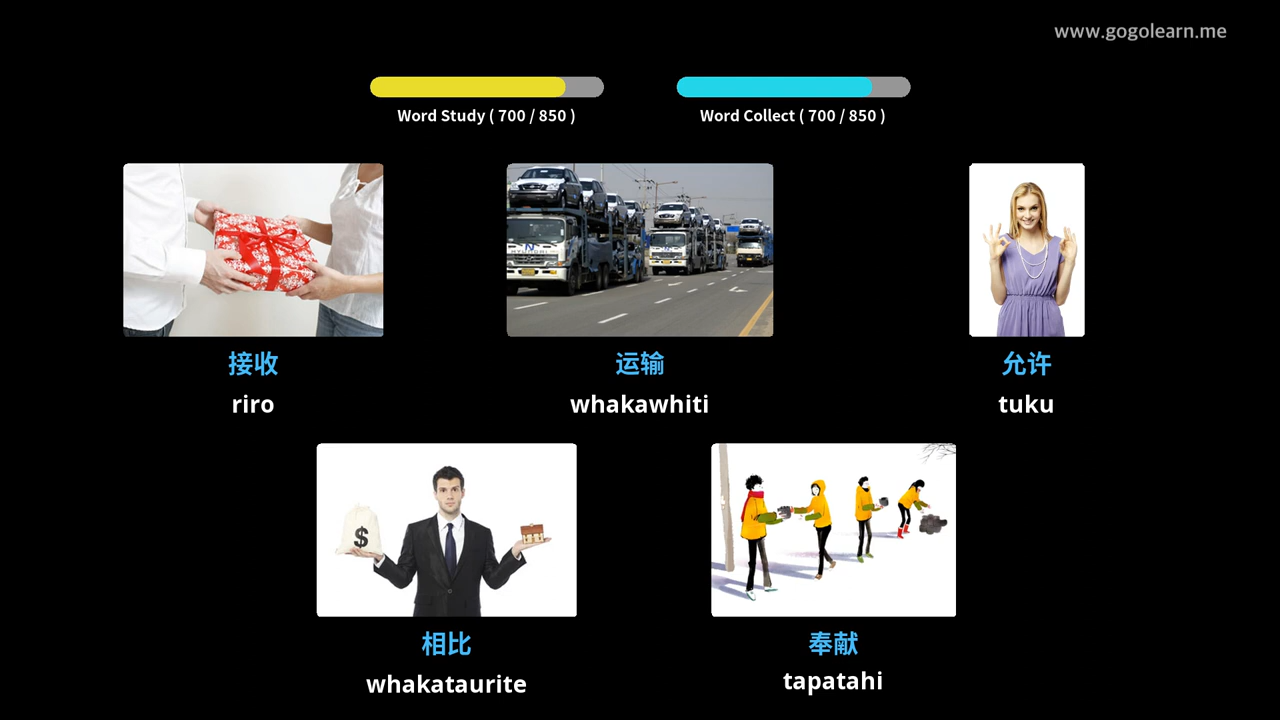 www.gogolearn.me
Word Study ( 700 / 850 )
Word Collect ( 700 / 850 )
接收
riro
运输
whakawhiti
允许
tuku
$
相比
whakataurite
奉献
tapatahi